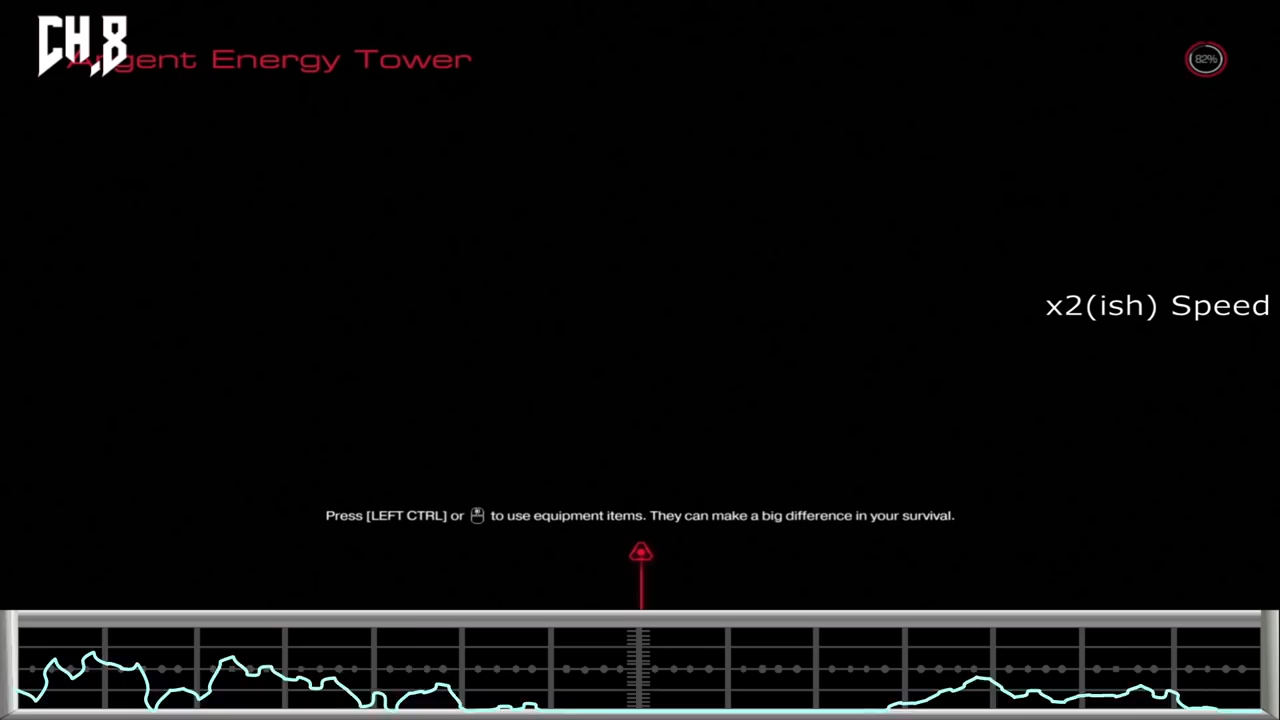 CH.8
Argent Energy Tower
82%
x2(ish) Speed
Press [LEFT CTRL] or to use equipment items. They can make a big difference in your survival.